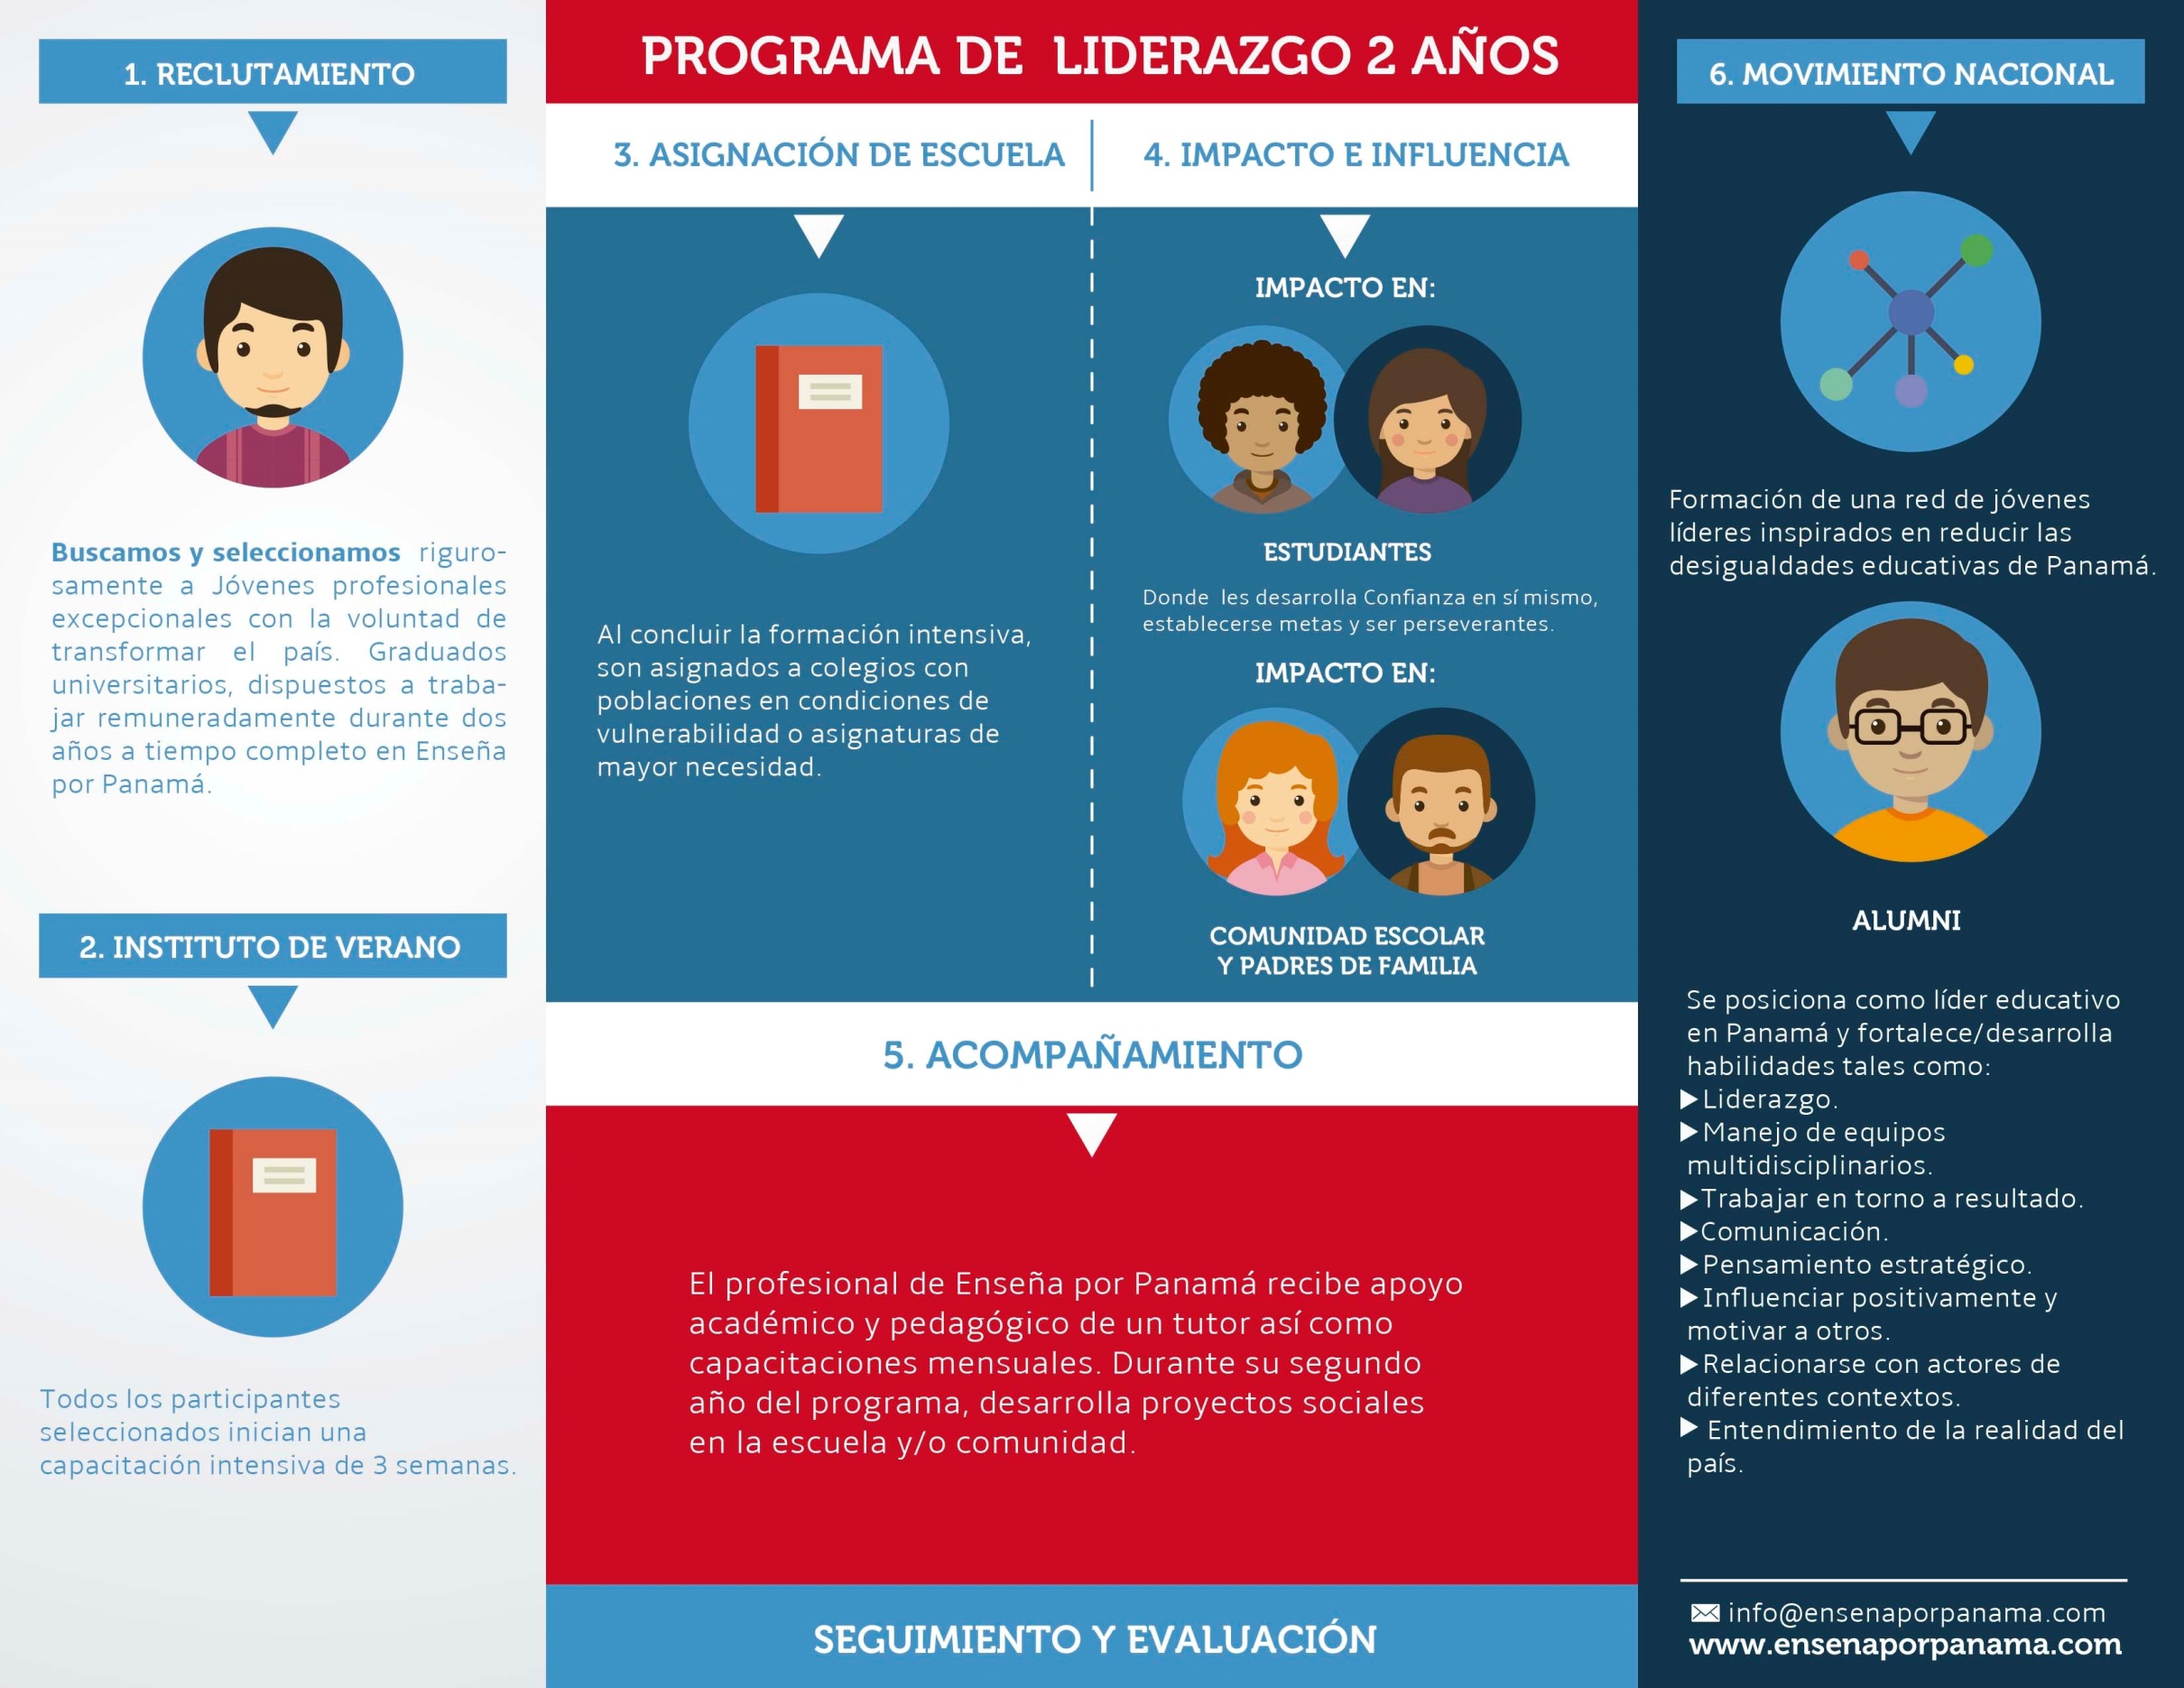 1. RECLUTAMIENTO
Buscamos y seleccionamos riguro-
samente a Jóvenes profesionales
excepcionales con la voluntad de
transformar el país. Graduados
universitarios, dispuestos a traba-
jar remuneradamente durante dos
años a tiempo completo en Enseña
por Panamá.
2. INSTITUTO DE VERANO
Todos los participantes
seleccionados inician una
capacitación intensiva de 3 semanas.
PROGRAMA DE LIDERAZGO 2 AÑOS
3. ASIGNACIÓN DE ESCUELA
Al concluir la formación intensiva,
son asignados a colegios con
poblaciones en condiciones de
vulnerabilidad o asignaturas de
mayor necesidad.
4. IMPACTO E INFLUENCIA
IMPACTO EN:
ESTUDIANTES
Donde les desarrolla Confianza en sí mismo,
establecerse metas y ser perseverantes.
IMPACTO EN:
COMUNIDAD ESCOLAR
Y PADRES DE FAMILIA
5. ACOMPAÑAMIENTO
El profesional de Enseña por Panamá recibe apoyo
académico y pedagógico de un tutor así como
capacitaciones mensuales. Durante su segundo
año del programa, desarrolla proyectos sociales
en la escuela y/o comunidad.
SEGUIMIENTO Y EVALUACIÓN
6. MOVIMIENTO NACIONAL
Formación de una red de jóvenes
líderes inspirados en reducir las
desigualdades educativas de Panamá.
ALUMNI
Se posiciona como líder educativo
en Panamá y fortalece/desarrolla
habilidades tales como:
▶Liderazgo.
▶Manejo de equipos
multidisciplinarios.
▶Trabajar en torno a resultado.
▶Comunicación.
▶Pensamiento estratégico.
▶Influenciar positivamente y
motivar a otros.
▶Relacionarse con actores de
diferentes contextos.
▶ Entendimiento de la realidad del
país.
info@ensenaporpanama.com
www.ensenaporpanama.com